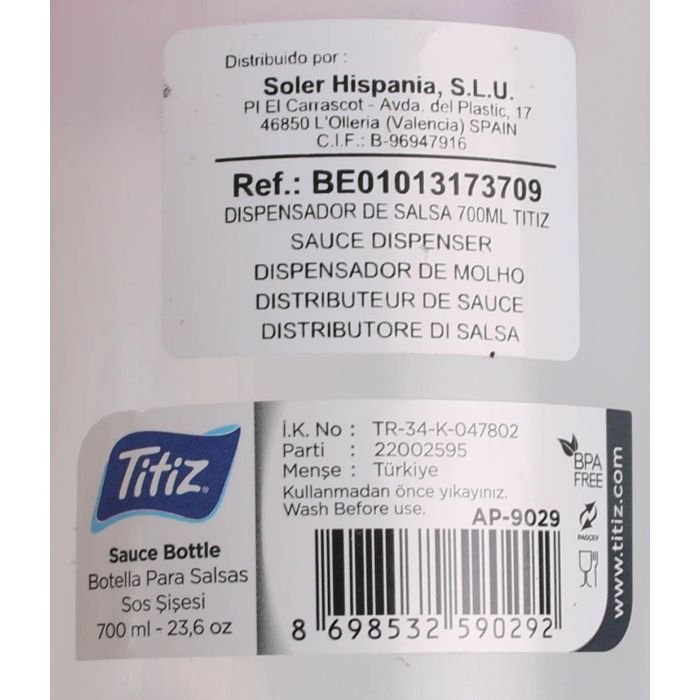 Distribuido por :
Soler Hispania, S.L.U.
PI El Carrascot - Avda. del Plastic, 17
46850 L'Olleria (Valencia) SPAIN
C.I.F.: B-96947916
Ref.: BE01013173709
DISPENSADOR DE SALSA 700ML TITIZ
SAUCE DISPENSER
DISPENSADOR DE MOLHO
DISTRIBUTEUR DE SAUCE
DISTRIBUTORE DI SALSA
Titiz®
Sauce Bottle
Botella Para Salsas
Sos Şişesi
700 ml - 23,6 oz
İ.K. No : TR-34-K-047802
Parti : 22002595
Menşe : Türkiye
Kullanmadan önce yıkayınız.
Wash Before use.
AP-9029
8 698532 590292
BPA
FREE
PAGÇEV
www.titiz.com